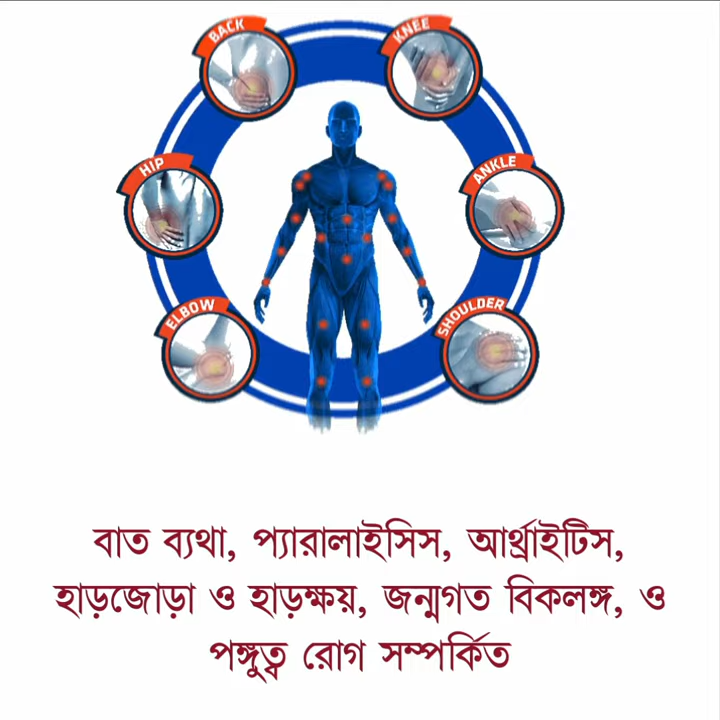 BACK
KNEE
HIP
ANKLE
ELBOW
SHOULDER
বাত ব্যথা, প্যারালাইসিস, আর্থ্রাইটিস,
হাড়জোড়া ও হাড়ক্ষয়, জন্মগত বিকলঙ্গ, ও
পঙ্গুত্ব রোগ সম্পর্কিত